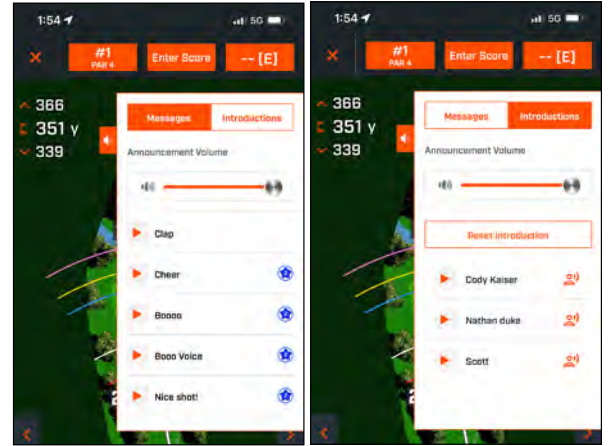 1:54
5G
#1
PAR 4
Enter Score
-- [E]
366
351 y
339
Messages
Introductions
Announcement Volume
Clap
Cheer
Boooo
Booo Voice
Nice shot!
1:54
5G
#1
PAR 4
Enter Score
-- [E]
366
351 y
339
Messages
Introductions
Announcement Volume
Reset Introduction
Cody Kaiser
Nathan duke
Scott